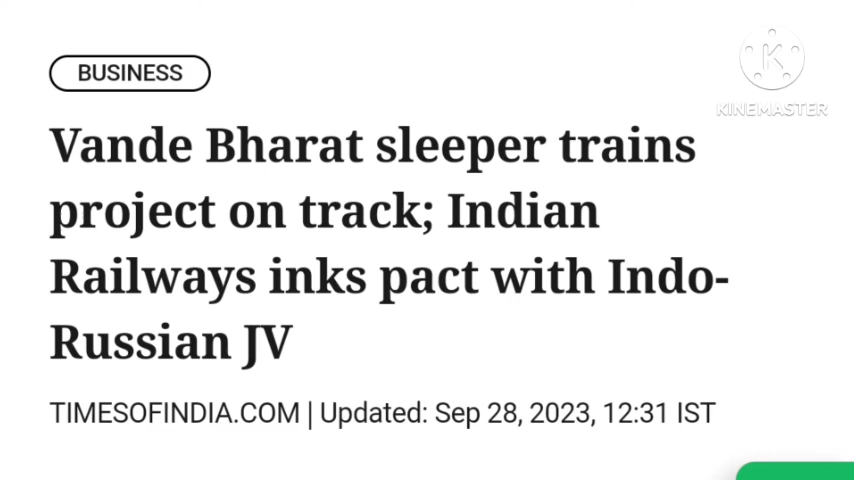 BUSINESS
KINEMASTER
Vande Bharat sleeper trains
project on track; Indian
Railways inks pact with Indo-
Russian JV
TIMESOFINDIA.COM | Updated: Sep 28, 2023, 12:31 IST